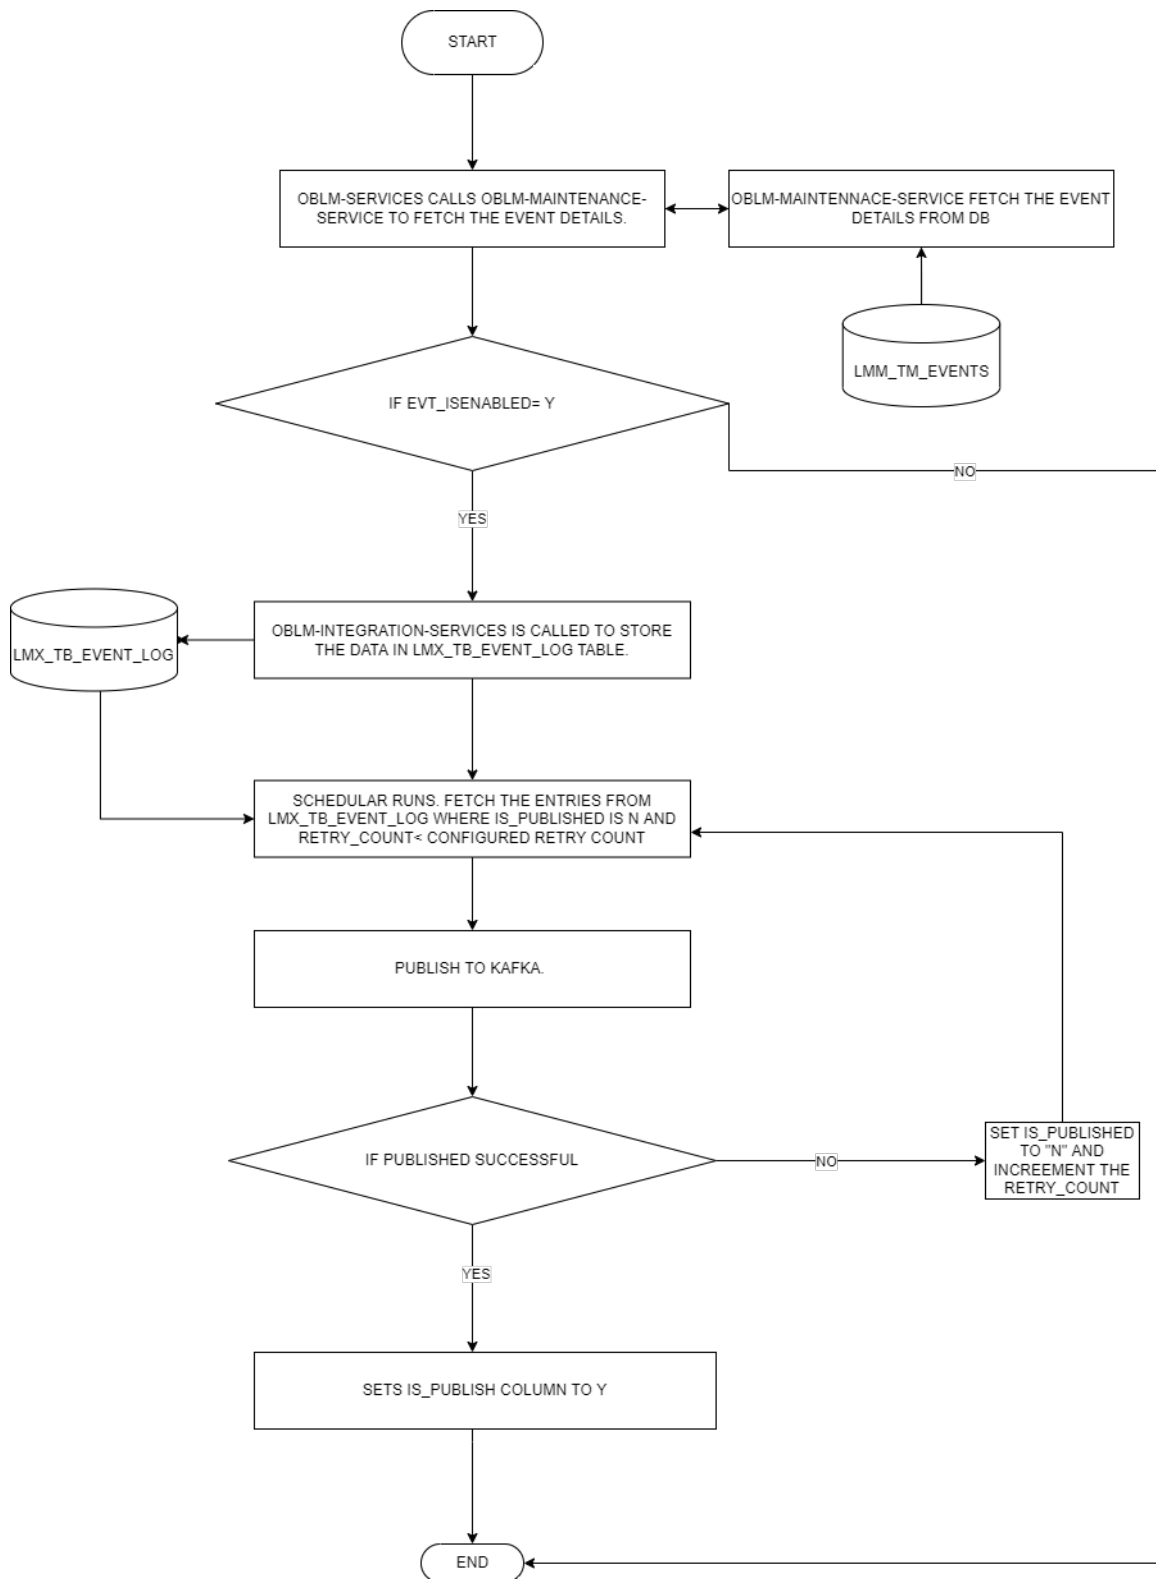 START
OBLM-SERVICES CALLS OBLM-MAINTENANCE-
SERVICE TO FETCH THE EVENT DETAILS.
OBLM-MAINTENNACE-SERVICE FETCH THE EVENT
DETAILS FROM DB
LMM_TM_EVENTS
IF EVT_ISENABLED= Y
NO
YES
OBLM-INTEGRATION-SERVICES IS CALLED TO STORE
THE DATA IN LMX_TB_EVENT_LOG TABLE.
LMX_TB_EVENT_LOG
SCHEDULAR RUNS. FETCH THE ENTRIES FROM
LMX_TB_EVENT_LOG WHERE IS_PUBLISHED IS N AND
RETRY_COUNT< CONFIGURED RETRY COUNT
PUBLISH TO KAFKA.
IF PUBLISHED SUCCESSFUL
NO
SET IS_PUBLISHED
TO "N" AND
INCREEMENT THE
RETRY_COUNT
YES
SETS IS_PUBLISH COLUMN TO Y
END